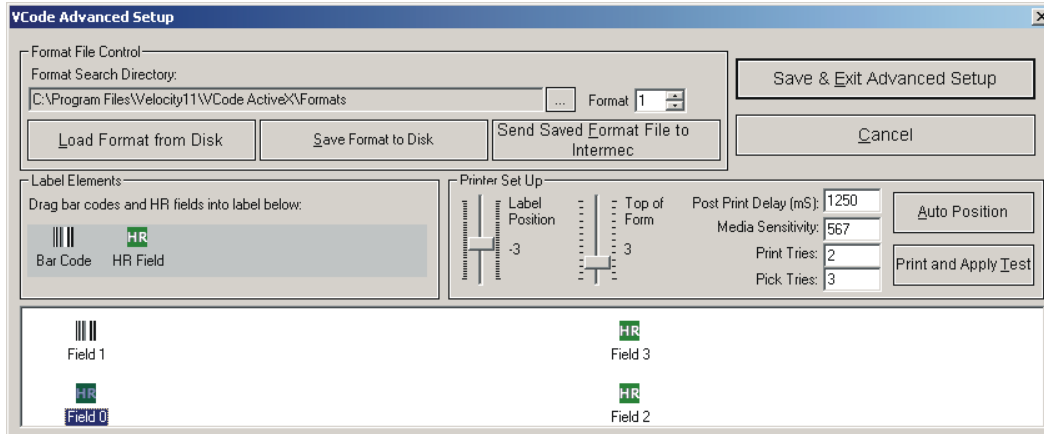 VCode Advanced Setup
Format File Control
Format Search Directory:
C:\Program Files\Velocity11\VCode ActiveX\Formats
...
Format 1
Load Format from Disk
Save Format to Disk
Send Saved Format File to
Intermec
Save & Exit Advanced Setup
Cancel
Label Elements
Drag bar codes and HR fields into label below:
HR
Bar Code
HR Field
Printer Set Up
Label
Position
-3
Top of
Form
3
Post Print Delay (mS): 1250
Media Sensitivity: 567
Print Tries: 2
Pick Tries: 3
Auto Position
Print and Apply Test
Field 1
HR
Field 3
HR
Field 0
HR
Field 2